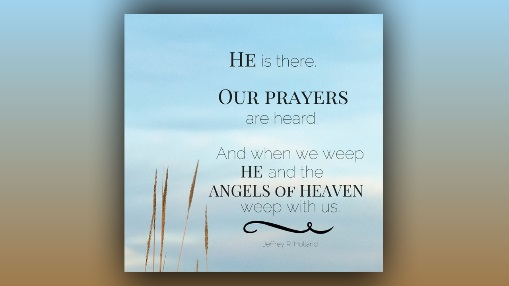 HE is there.
OUR PRAYERS
are heard.
And when we weep
HE and the
ANGELS OF HEAVEN
weep with us
Jeffrey R. Holland